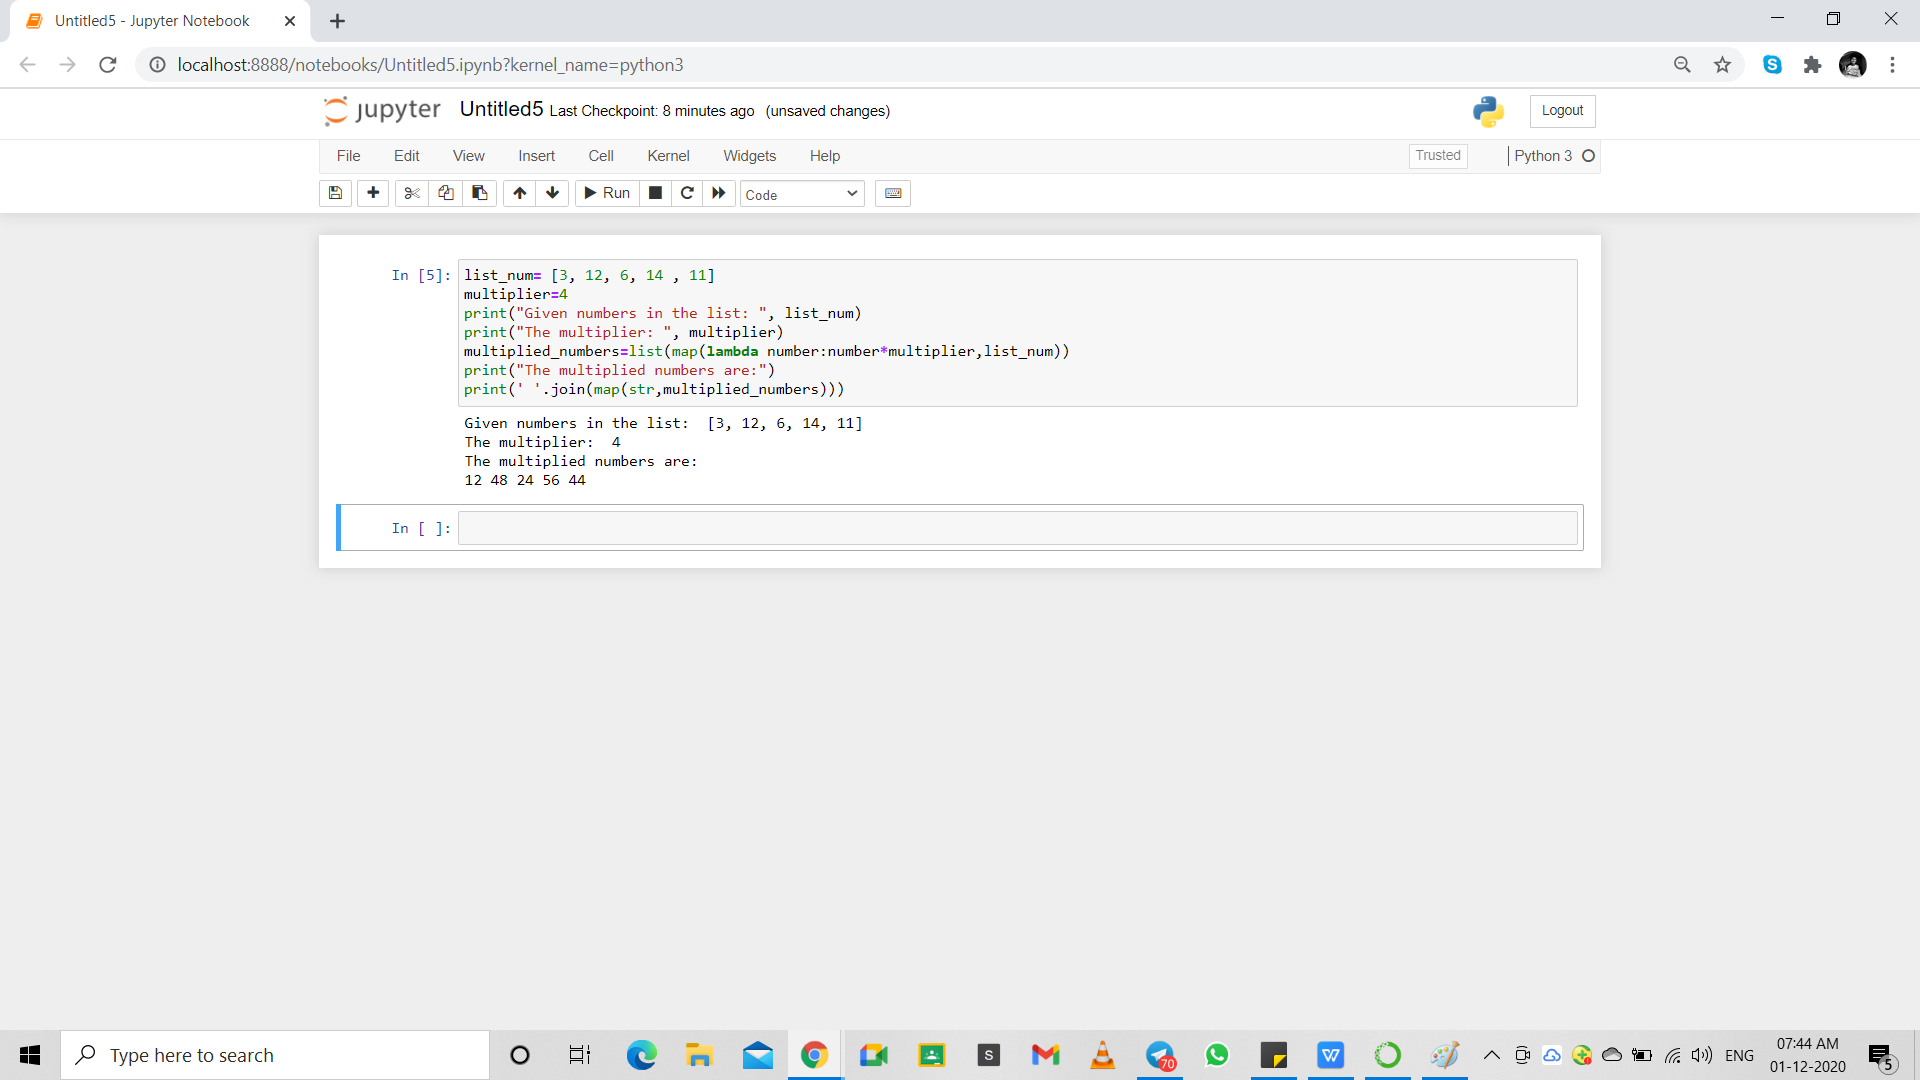 Untitled5 - Jupyter Notebook
localhost:8888/notebooks/Untitled5.ipynb?kernel_name=python3
S
jupyter Untitled5 Last Checkpoint: 8 minutes ago (unsaved changes)
Logout
File Edit View Insert Cell Kernel Widgets Help
Trusted
Python 3
Run
Code
In [5]:
list_num= [3, 12, 6, 14 , 11]
multiplier=4
print("Given numbers in the list: ", list_num)
print("The multiplier: ", multiplier)
multiplied_numbers=list(map(lambda number:number*multiplier,list_num))
print("The multiplied numbers are:")
print(' '.join(map(str,multiplied_numbers)))
Given numbers in the list:  [3, 12, 6, 14, 11]
The multiplier:  4
The multiplied numbers are:
12 48 24 56 44
In [ ]:
Type here to search
S
70
W
ENG
07:44 AM
01-12-2020
5